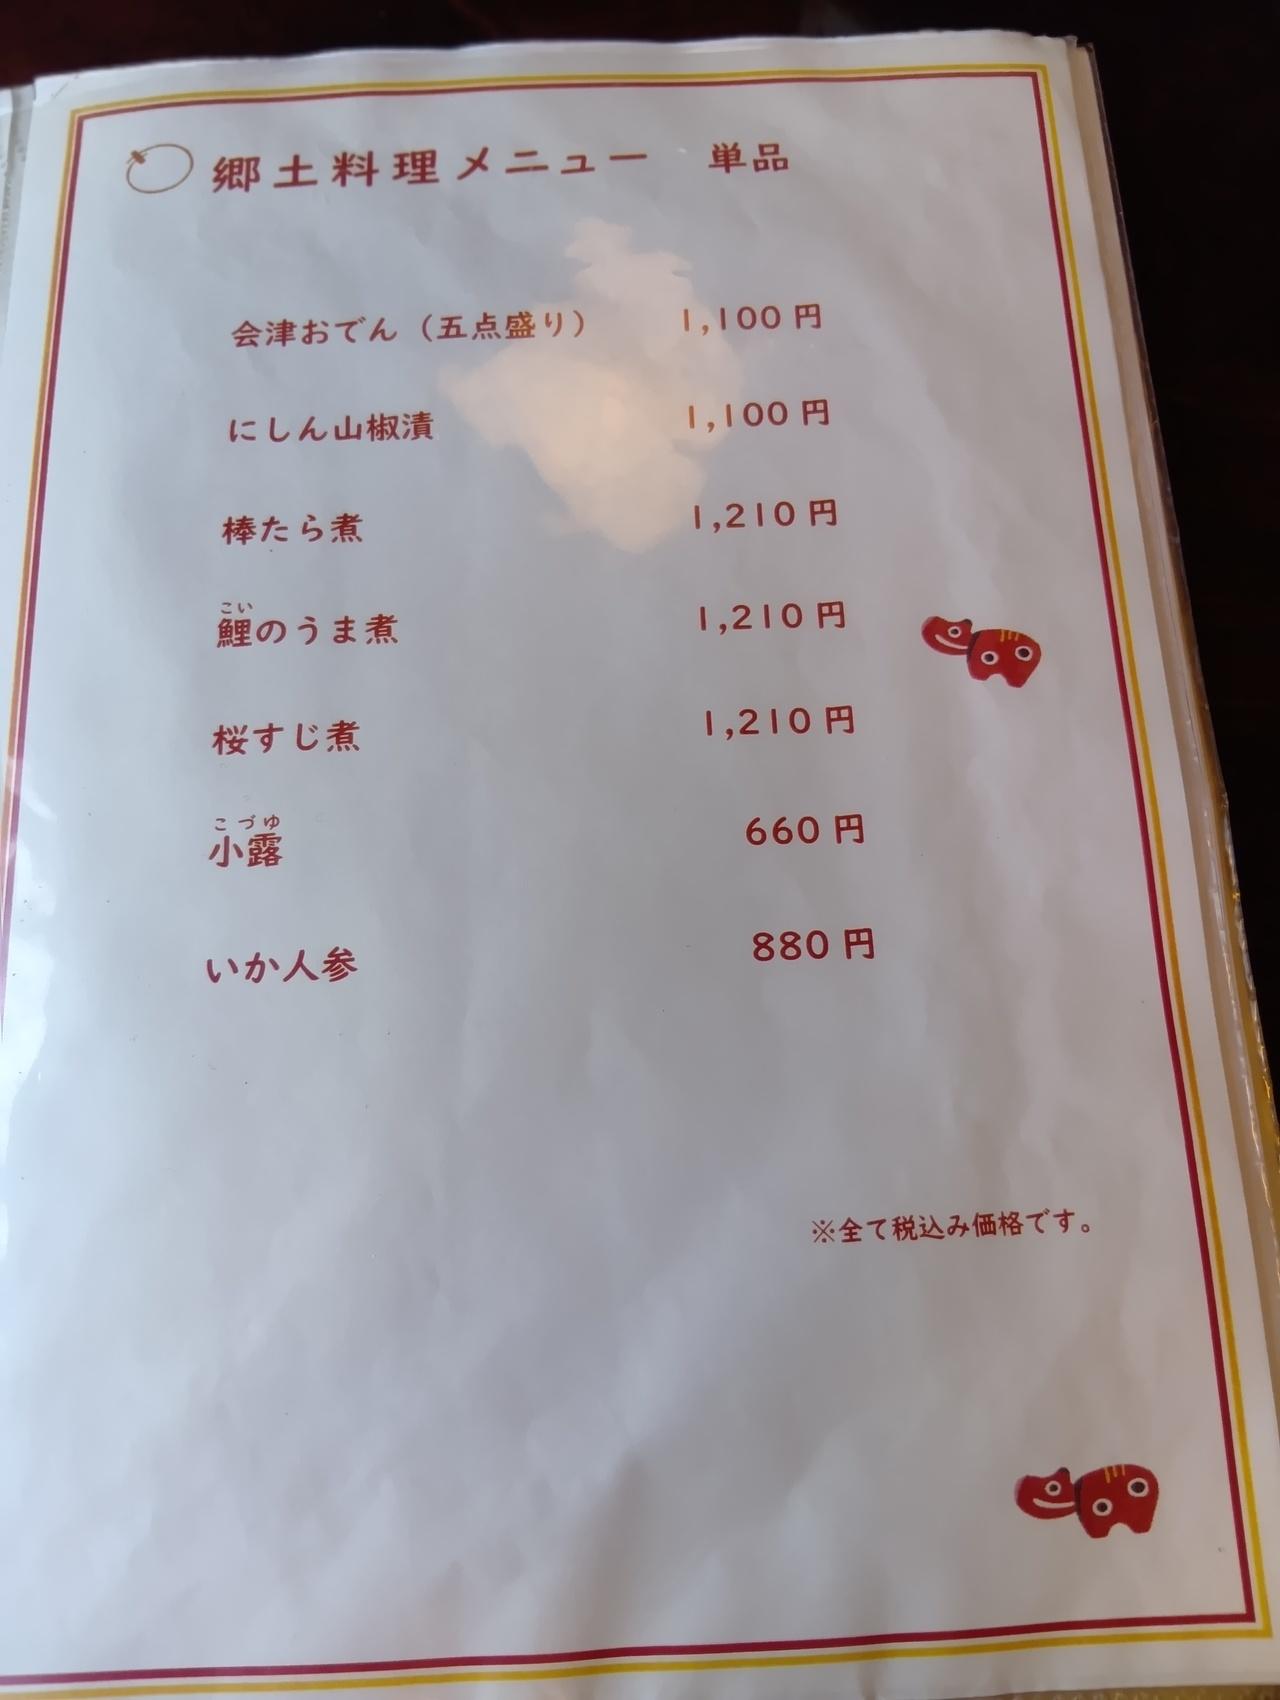 郷土料理メニュー 単品
会津おでん（五点盛り） 1,100円
にしん山椒漬 1,100円
棒たら煮 1,210円
こい
鯉のうま煮 1,210円
桜すじ煮 1,210円
こづゆ
小露 660円
いか人参 880円
※全て税込み価格です。